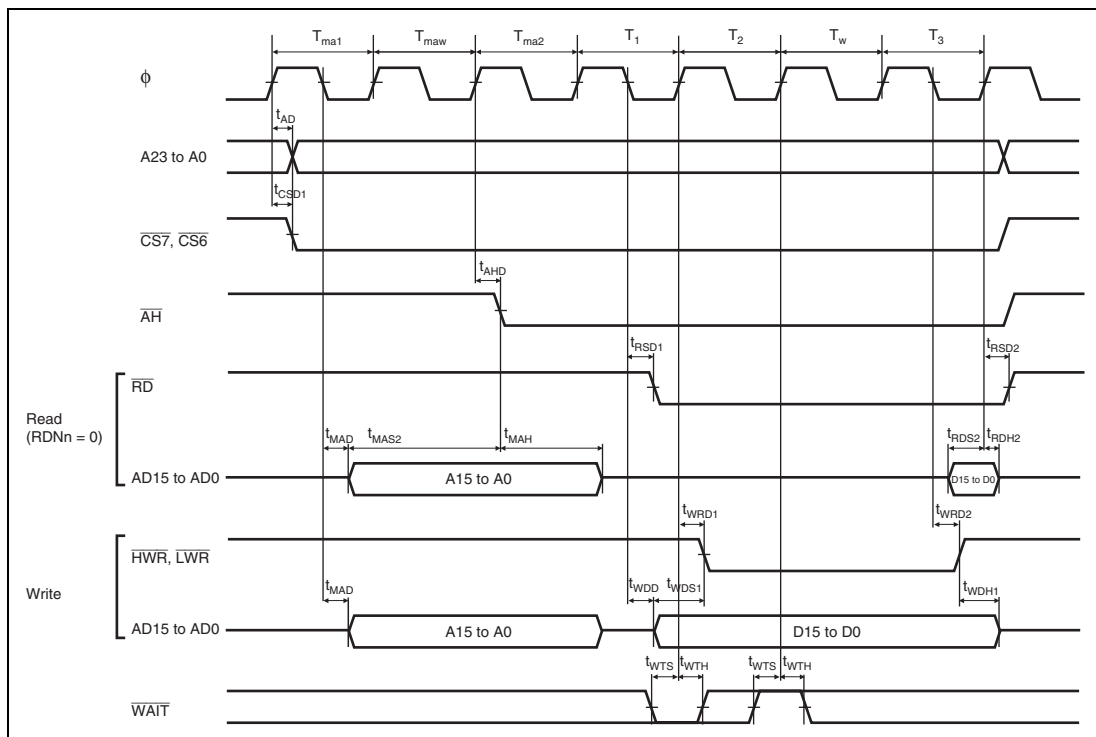 Tma1 Tmaw Tma2 T1 T2 Tw T3
ϕ
tAD
A23 to A0
tCSD1
CS7, CS6
tAHD
AH
tRSD1 tRSD2
RD
Read
(RDNn = 0)
tMAD tMAS2 tMAH tRDS2 tRDH2
AD15 to AD0 A15 to A0 D15 to D0
tWRD1 tWRD2
HWR, LWR
Write
tMAD tWDD tWDS1 tWDH1
AD15 to AD0 A15 to A0 D15 to D0
tWTS tWTH tWTS tWTH
WAIT